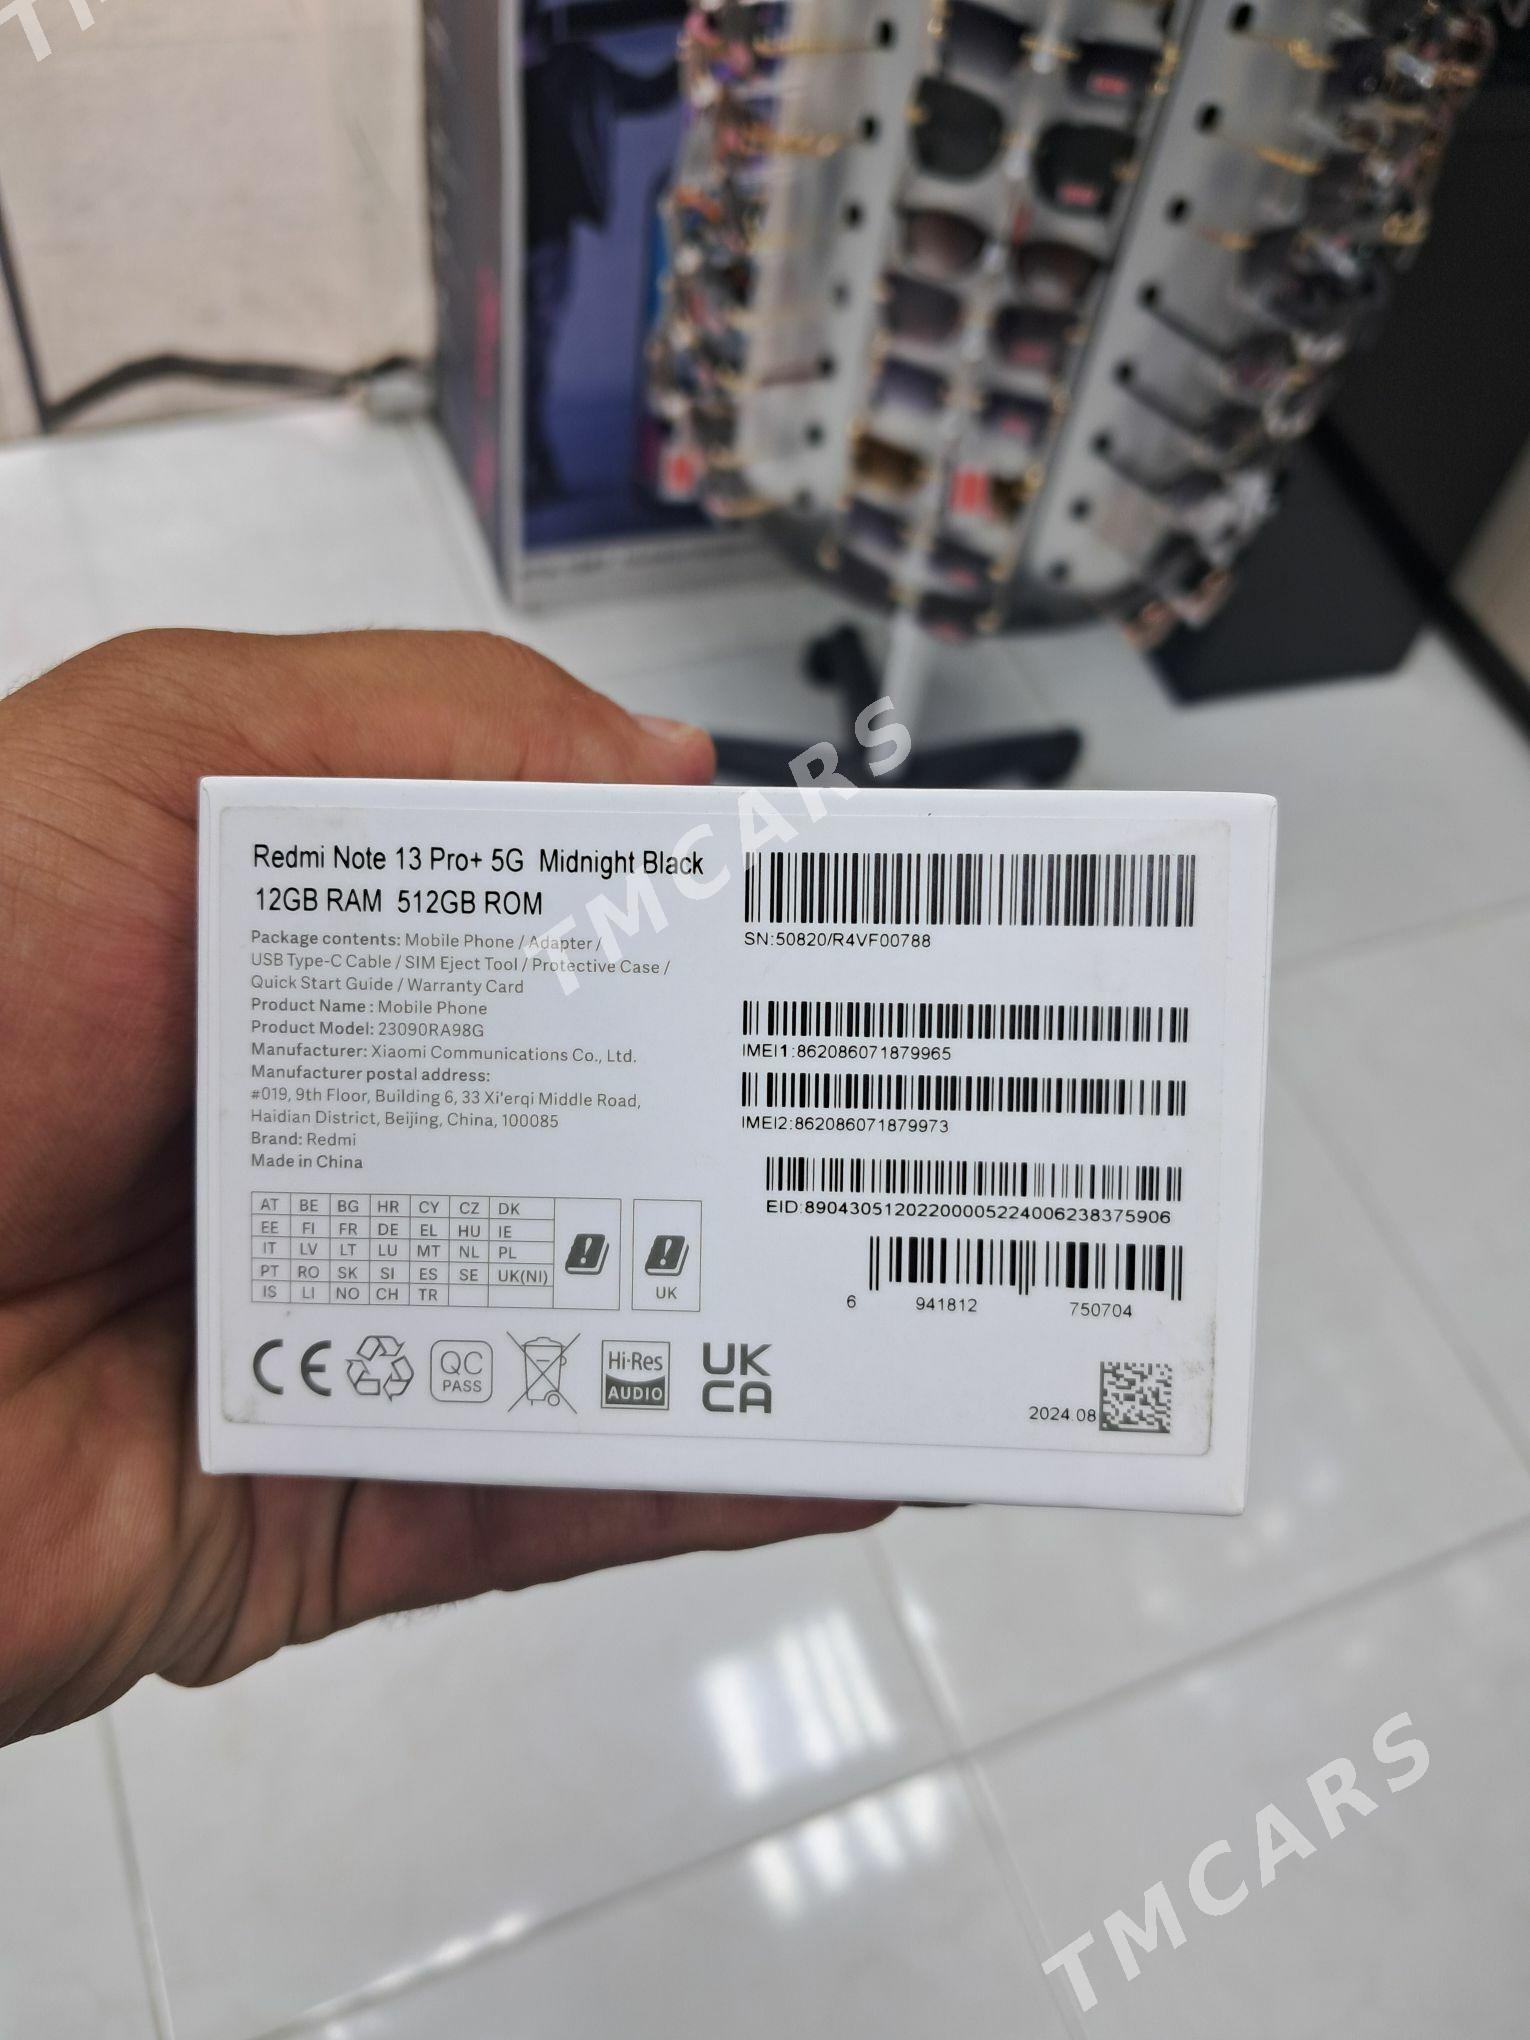 Redmi Note 13 Pro+ 5G Midnight Black
12GB RAM 512GB ROM
Package contents: Mobile Phone / Adapter /
USB Type-C Cable / SIM Eject Tool / Protective Case /
Quick Start Guide / Warranty Card
Product Name : Mobile Phone
Product Model: 23090RA98G
Manufacturer: Xiaomi Communications Co., Ltd.
Manufacturer postal address:
#019, 9th Floor, Building 6, 33 Xi'erqi Middle Road,
Haidian District, Beijing, China, 100085
Brand: Redmi
Made in China
AT BE BG HR CY CZ DK
EE FI FR DE EL HU IE
IT LV LT LU MT NL PL
PT RO SK SI ES SE UK(NI)
IS LI NO CH TR
UK
CE
QC
PASS
Hi-Res
AUDIO
UK
CA
SN:50820/R4VF00788
IMEI1:862086071879965
IMEI2:862086071879973
EID:89043051202200005224006238375906
6 941812 750704
2024.08
TMCARS
TMCARS